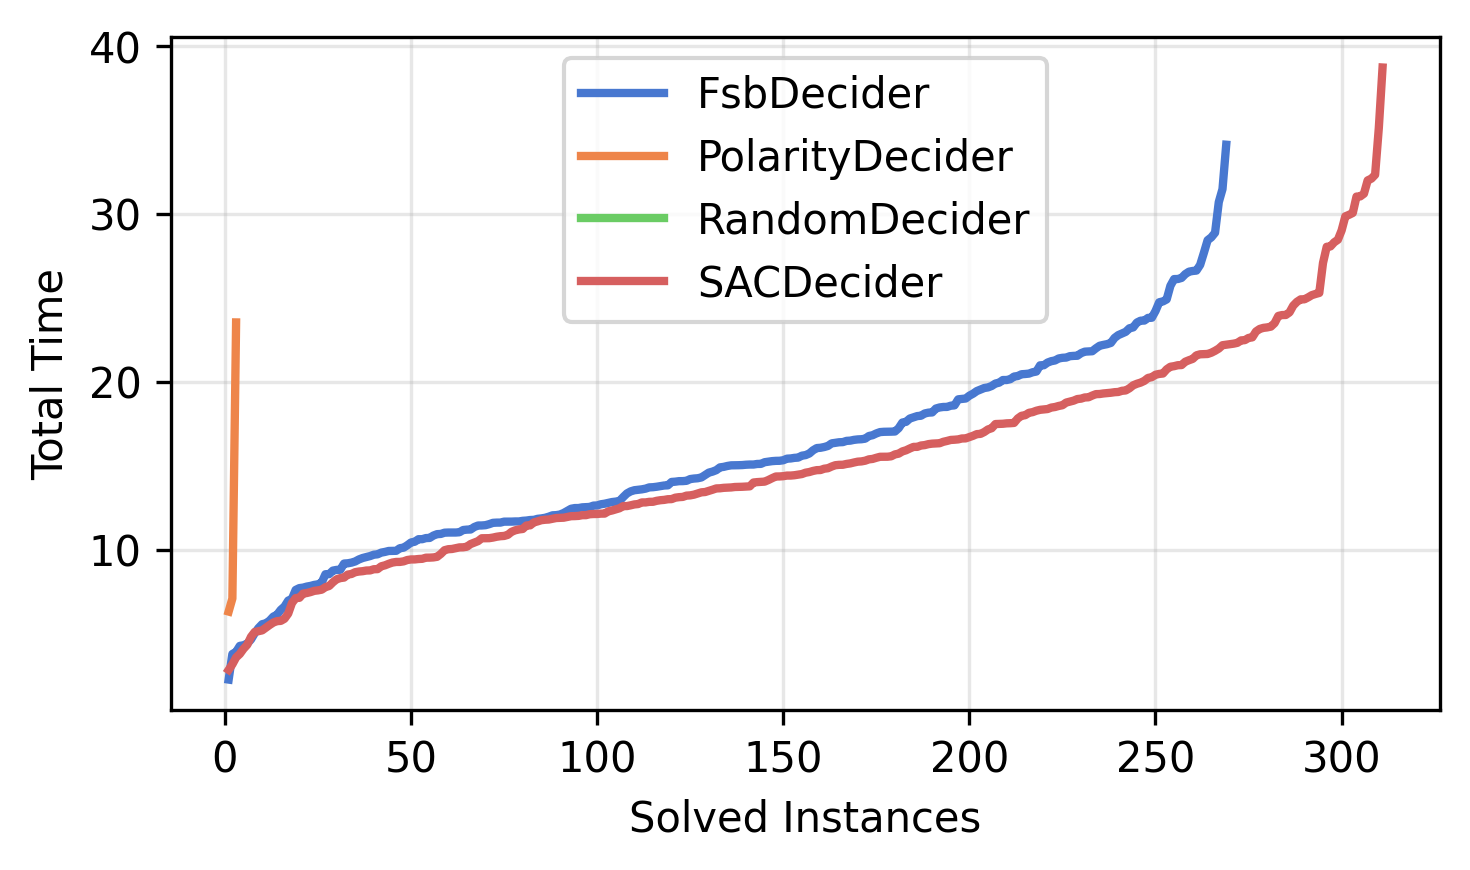 40
30
20
10
Total Time
FsbDecider
PolarityDecider
RandomDecider
SACDecider
0 50 100 150 200 250 300
Solved Instances